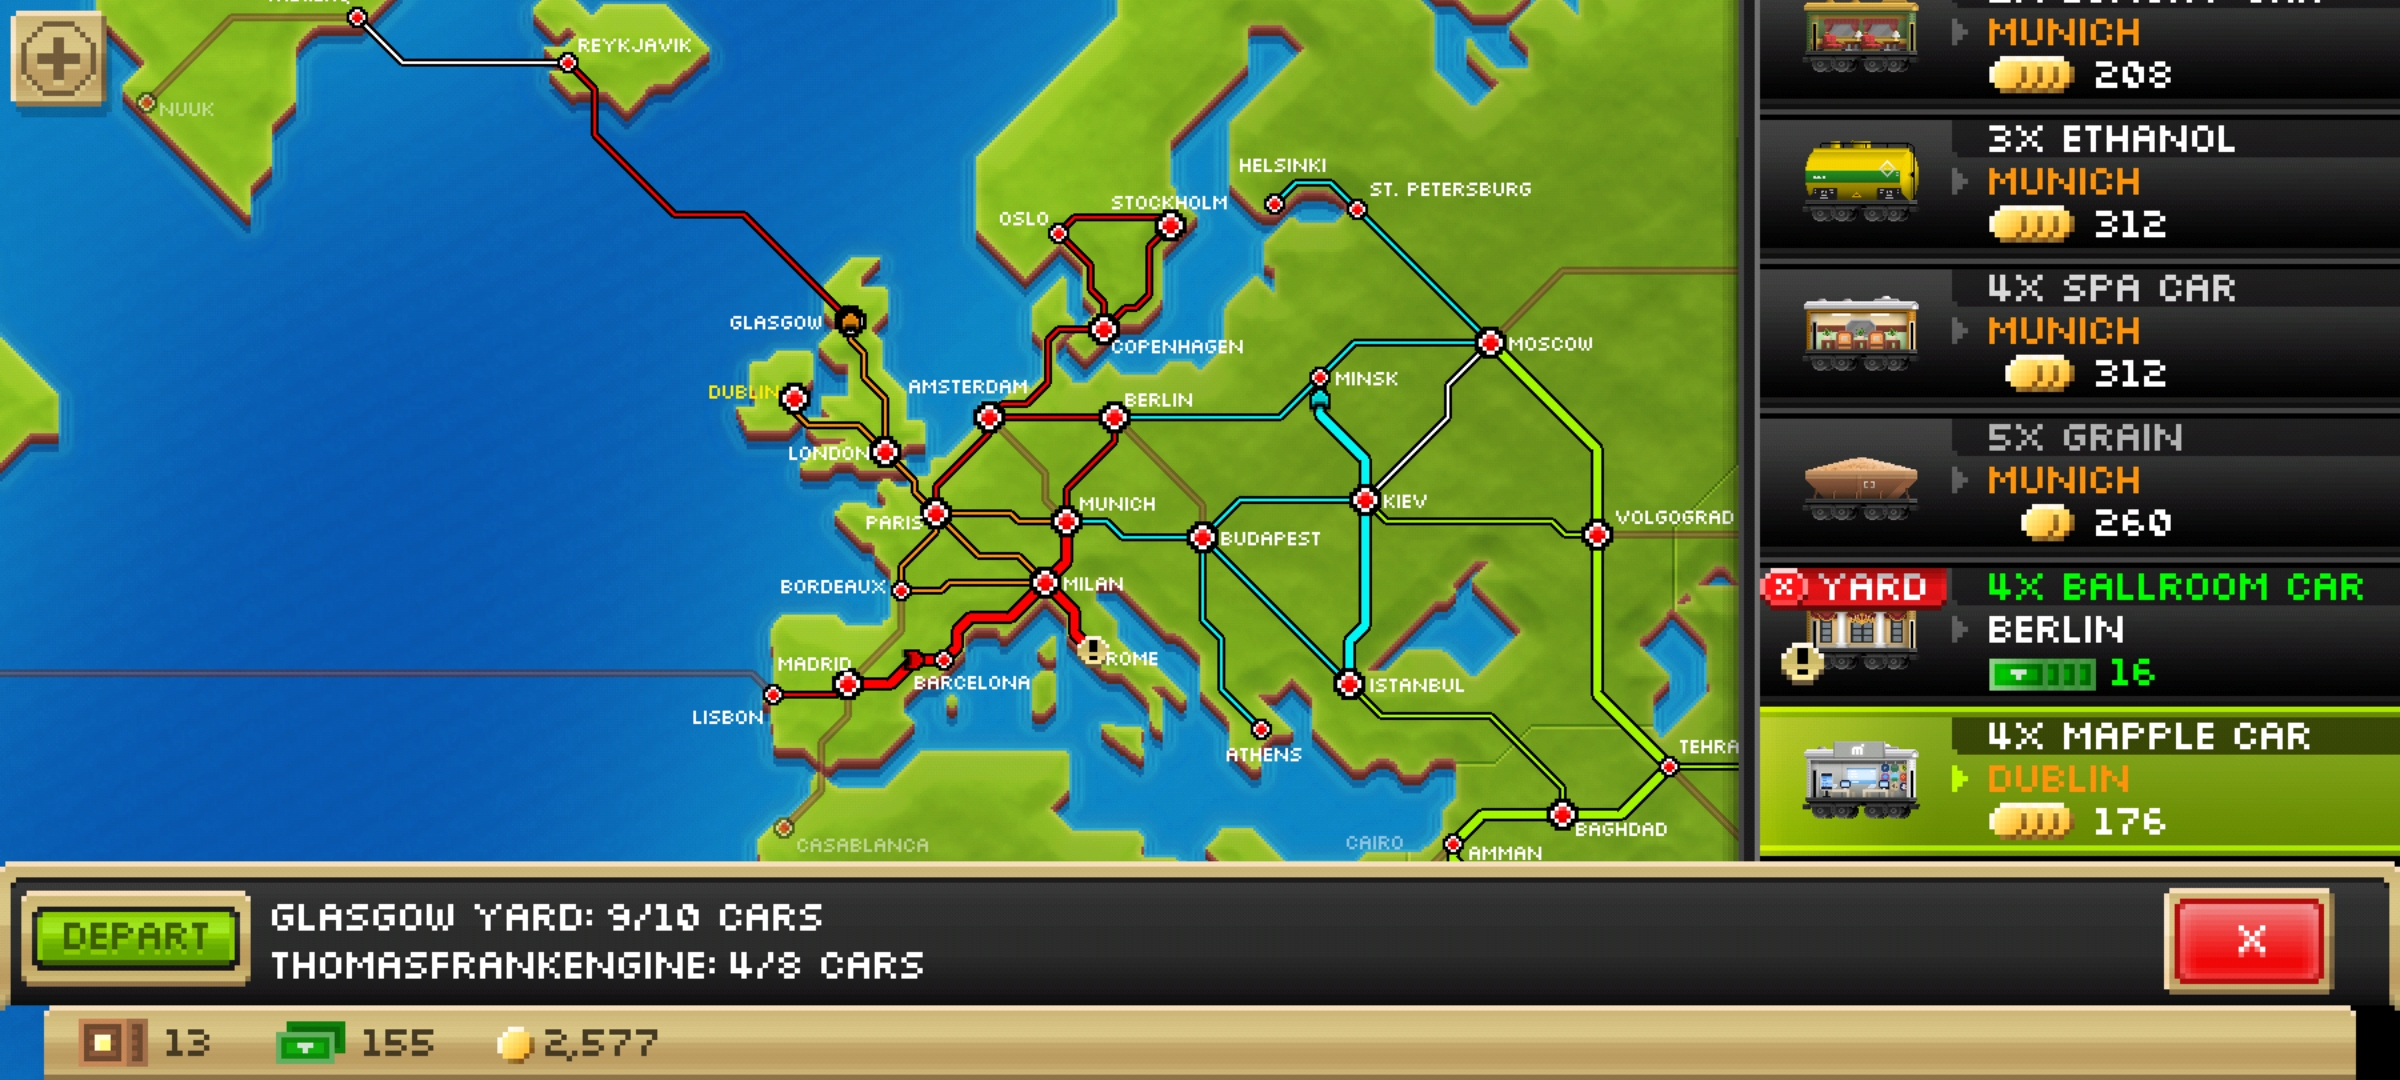 REYKJAVIK
NUUK
HELSINKI
ST. PETERSBURG
STOCKHOLM
OSLO
GLASGOW
COPENHAGEN
MOSCOW
MINSK
AMSTERDAM
BERLIN
DUBLIN
LONDON
MUNICH
KIEV
PARIS
VOLGOGRAD
BUDAPEST
BORDEAUX
MILAN
MADRID
ROME
BARCELONA
ISTANBUL
LISBON
ATHENS
TEHRA
BAGHDAD
CASABLANCA
CAIRO
AMMAN
MUNICH
208
3X ETHANOL
MUNICH
312
4X SPA CAR
MUNICH
312
5X GRAIN
MUNICH
260
X YARD
4X BALLROOM CAR
BERLIN
16
4X MAPPLE CAR
m
DUBLIN
176
DEPART
GLASGOW YARD: 9/10 CARS
THOMASFRANKENGINE: 4/8 CARS
X
13
155
2,577